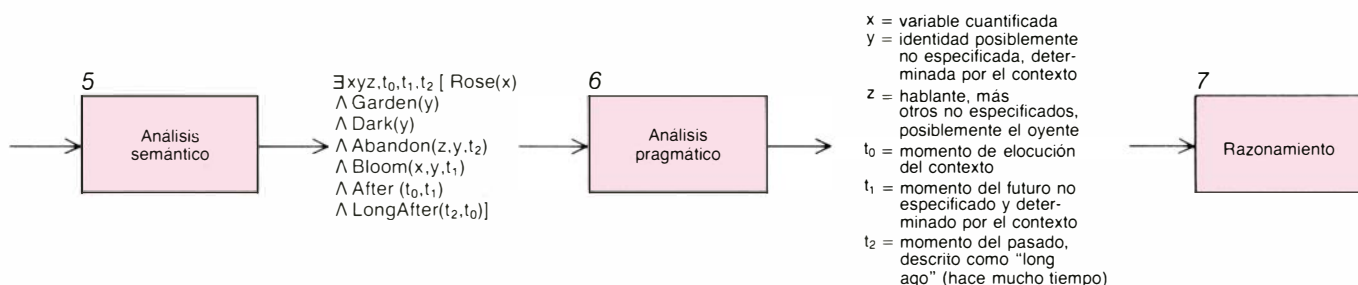 5
Análisis
semántico
∃xyz,t₀,t₁,t₂ [ Rose(x)
Λ Garden(y)
Λ Dark(y)
Λ Abandon(z,y,t₂)
Λ Bloom(x,y,t₁)
Λ After (t₀,t₁)
Λ LongAfter(t₂,t₀)]
6
Análisis
pragmático
x = variable cuantificada
y = identidad posiblemente
no especificada, deter-
minada por el contexto
z = hablante, más
otros no especificados,
posiblemente el oyente
t₀ = momento de elocución
del contexto
t₁ = momento del futuro no
especificado y deter-
minado por el contexto
t₂ = momento del pasado,
descrito como "long
ago" (hace mucho tiempo)
7
Razonamiento